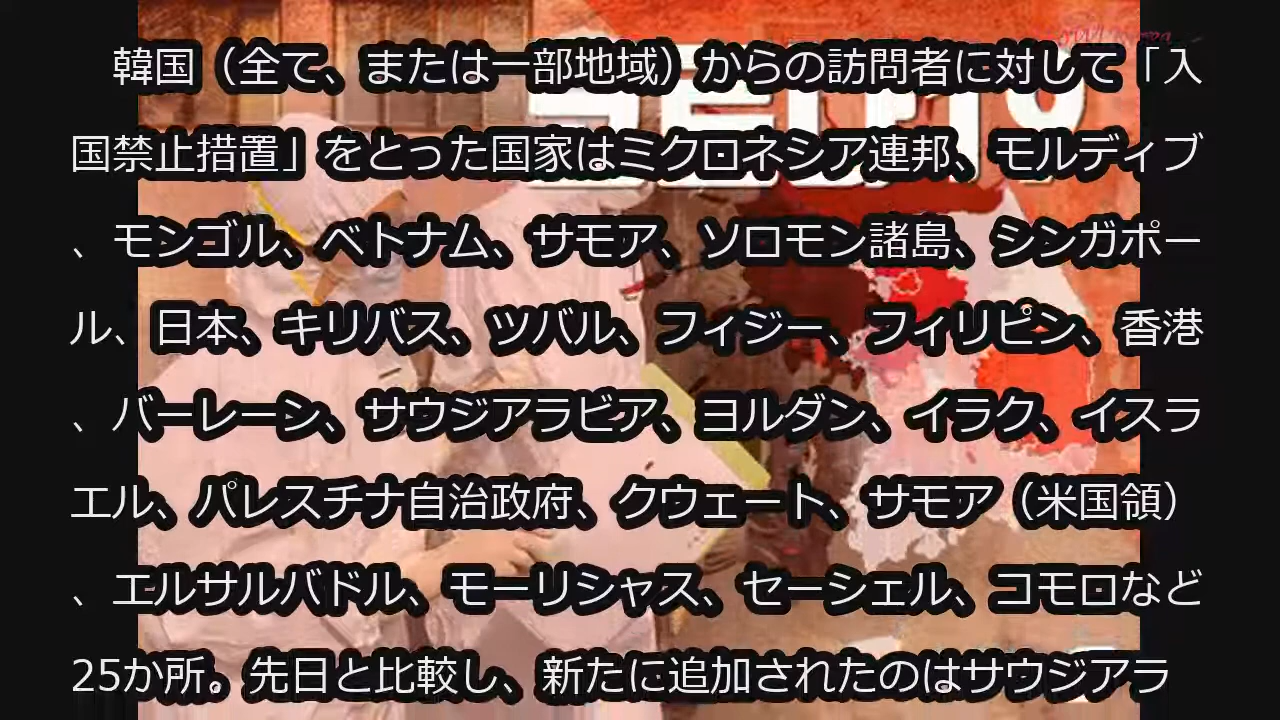 韓国（全て、または一部地域）からの訪問者に対して「入
国禁止措置」をとった国家はミクロネシア連邦、モルディブ
、モンゴル、ベトナム、サモア、ソロモン諸島、シンガポー
ル、日本、キリバス、ツバル、フィジー、フィリピン、香港
、バーレーン、サウジアラビア、ヨルダン、イラク、イスラ
エル、パレスチナ自治政府、クウェート、サモア（米国領）
、エルサルバドル、モーリシャス、セーシェル、コモロなど
25か所。先日と比較し、新たに追加されたのはサウジアラ